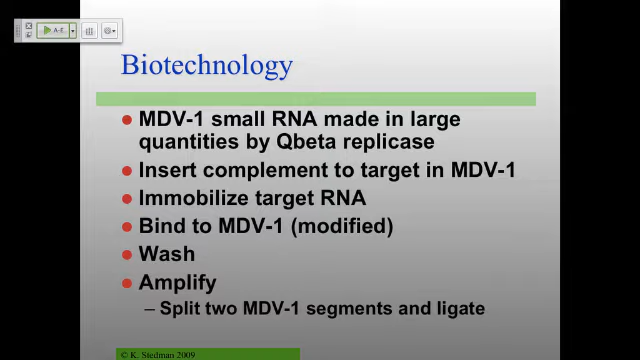 A-E
Biotechnology
MDV-1 small RNA made in large
quantities by Qbeta replicase
Insert complement to target in MDV-1
Immobilize target RNA
Bind to MDV-1 (modified)
Wash
Amplify
– Split two MDV-1 segments and ligate
© K. Stedman 2009